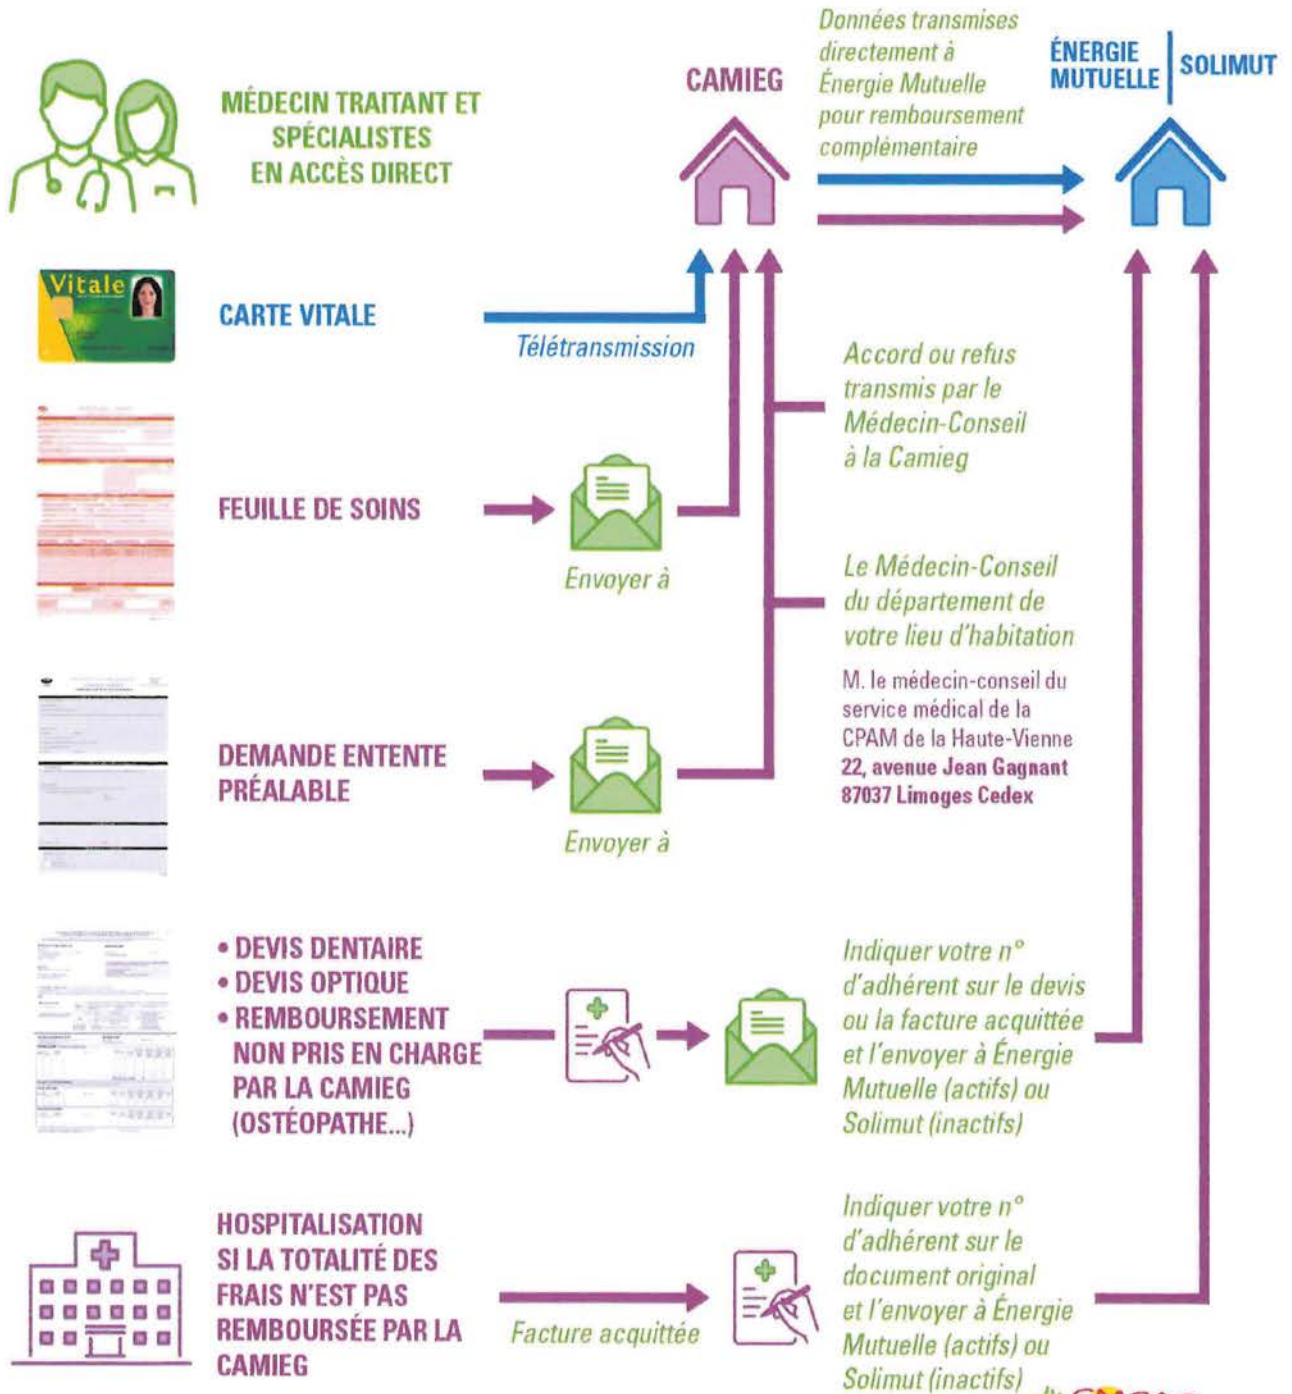 MÉDECIN TRAITANT ET
SPÉCIALISTES
EN ACCÈS DIRECT
CAMIEG
Données transmises
directement à
Énergie Mutuelle
pour remboursement
complémentaire
ÉNERGIE
MUTUELLE
SOLIMUT
Vitale
CARTE VITALE
Télétransmission
Accord ou refus
transmis par le
Médecin-Conseil
à la Camieg
FEUILLE DE SOINS
Envoyer à
Le Médecin-Conseil
du département de
votre lieu d'habitation
M. le médecin-conseil du
service médical de la
CPAM de la Haute-Vienne
22, avenue Jean Gagnant
87037 Limoges Cedex
DEMANDE ENTENTE
PRÉALABLE
Envoyer à
• DEVIS DENTAIRE
• DEVIS OPTIQUE
• REMBOURSEMENT
NON PRIS EN CHARGE
PAR LA CAMIEG
(OSTÉOPATHE...)
Indiquer votre n°
d'adhérent sur le devis
ou la facture acquittée
et l'envoyer à Énergie
Mutuelle (actifs) ou
Solimut (inactifs)
HOSPITALISATION
SI LA TOTALITÉ DES
FRAIS N'EST PAS
REMBOURSÉE PAR LA
CAMIEG
Facture acquittée
Indiquer votre n°
d'adhérent sur le
document original
et l'envoyer à Énergie
Mutuelle (actifs) ou
Solimut (inactifs)